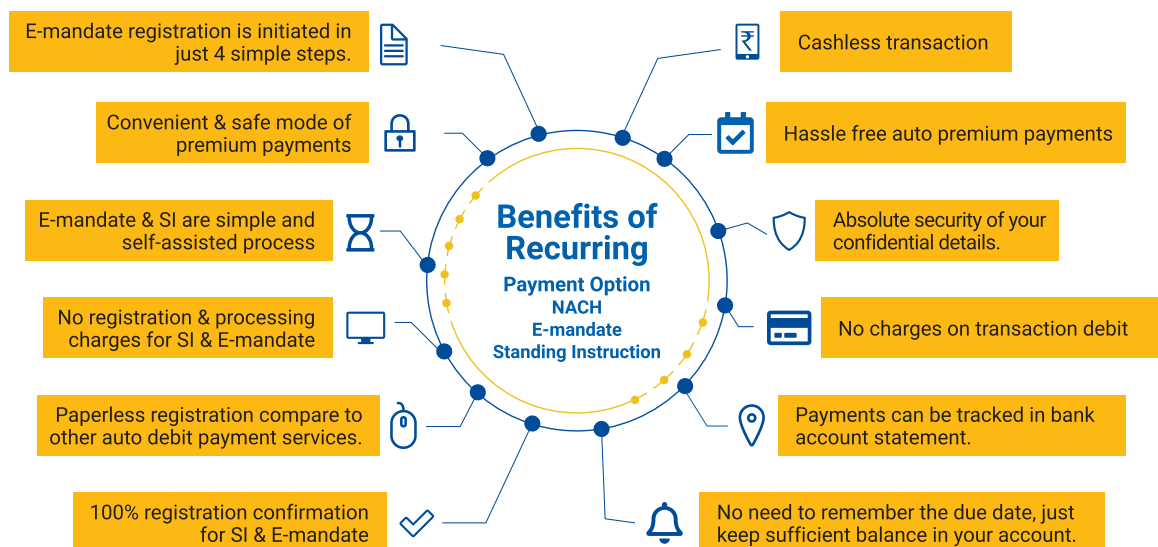 E-mandate registration is initiated in
just 4 simple steps.
Convenient & safe mode of
premium payments
E-mandate & SI are simple and
self-assisted process
No registration & processing
charges for SI & E-mandate
Paperless registration compare to
other auto debit payment services.
100% registration confirmation
for SI & E-mandate
Benefits of
Recurring
Payment Option
NACH
E-mandate
Standing Instruction
₹
Cashless transaction
Hassle free auto premium payments
Absolute security of your
confidential details.
No charges on transaction debit
Payments can be tracked in bank
account statement.
No need to remember the due date, just
keep sufficient balance in your account.